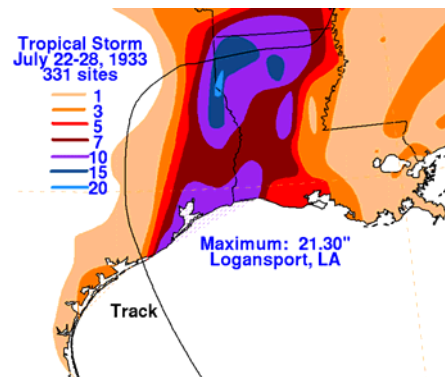 Tropical Storm
July 22-28, 1933
331 sites
1
3
5
7
10
15
20
Maximum: 21.30"
Logansport, LA
Track